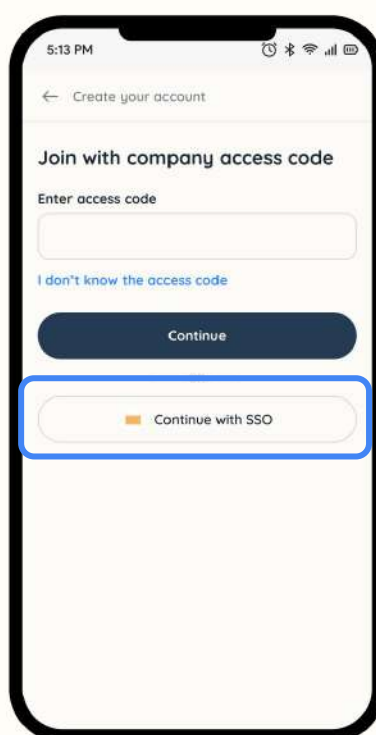 5:13 PM
← Create your account
Join with company access code
Enter access code
I don't know the access code
Continue
Continue with SSO